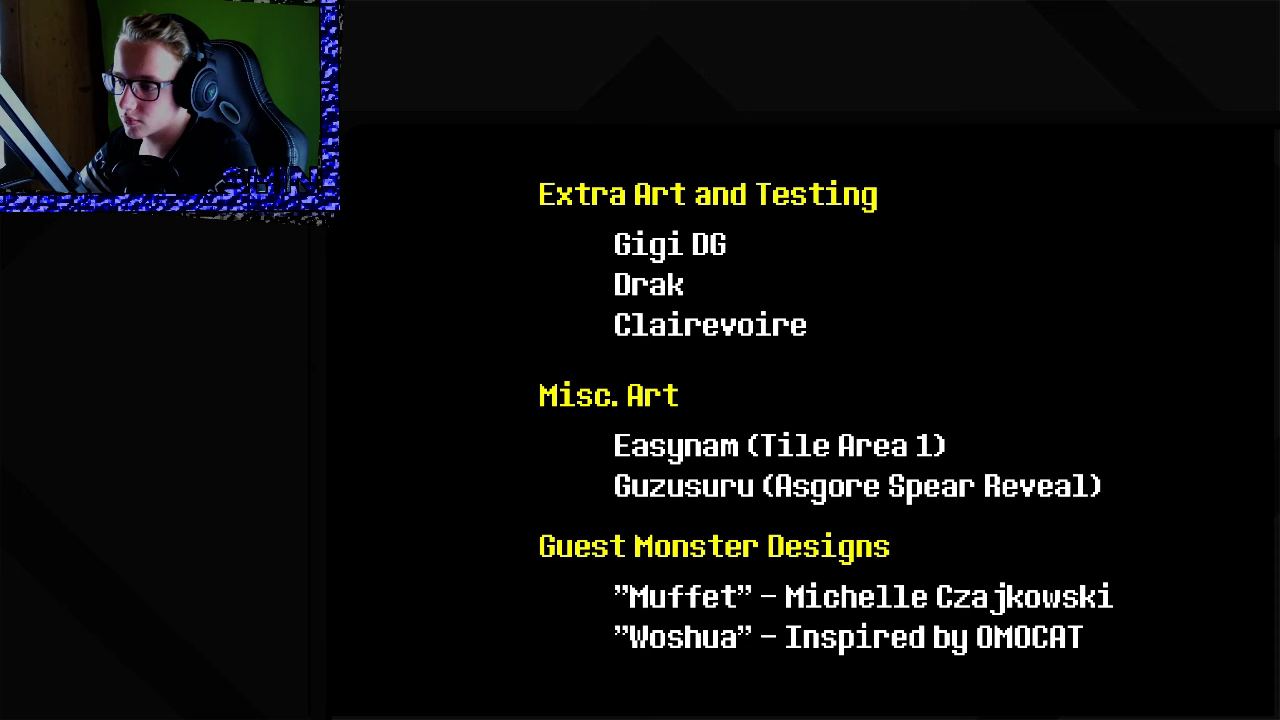 Extra Art and Testing
Gigi DG
Drak
Clairevoire
Misc. Art
Easynam (Tile Area 1)
Guzusuru (Asgore Spear Reveal)
Guest Monster Designs
”Muffet” - Michelle Czajkowski
”Woshua” - Inspired by OMOCAT